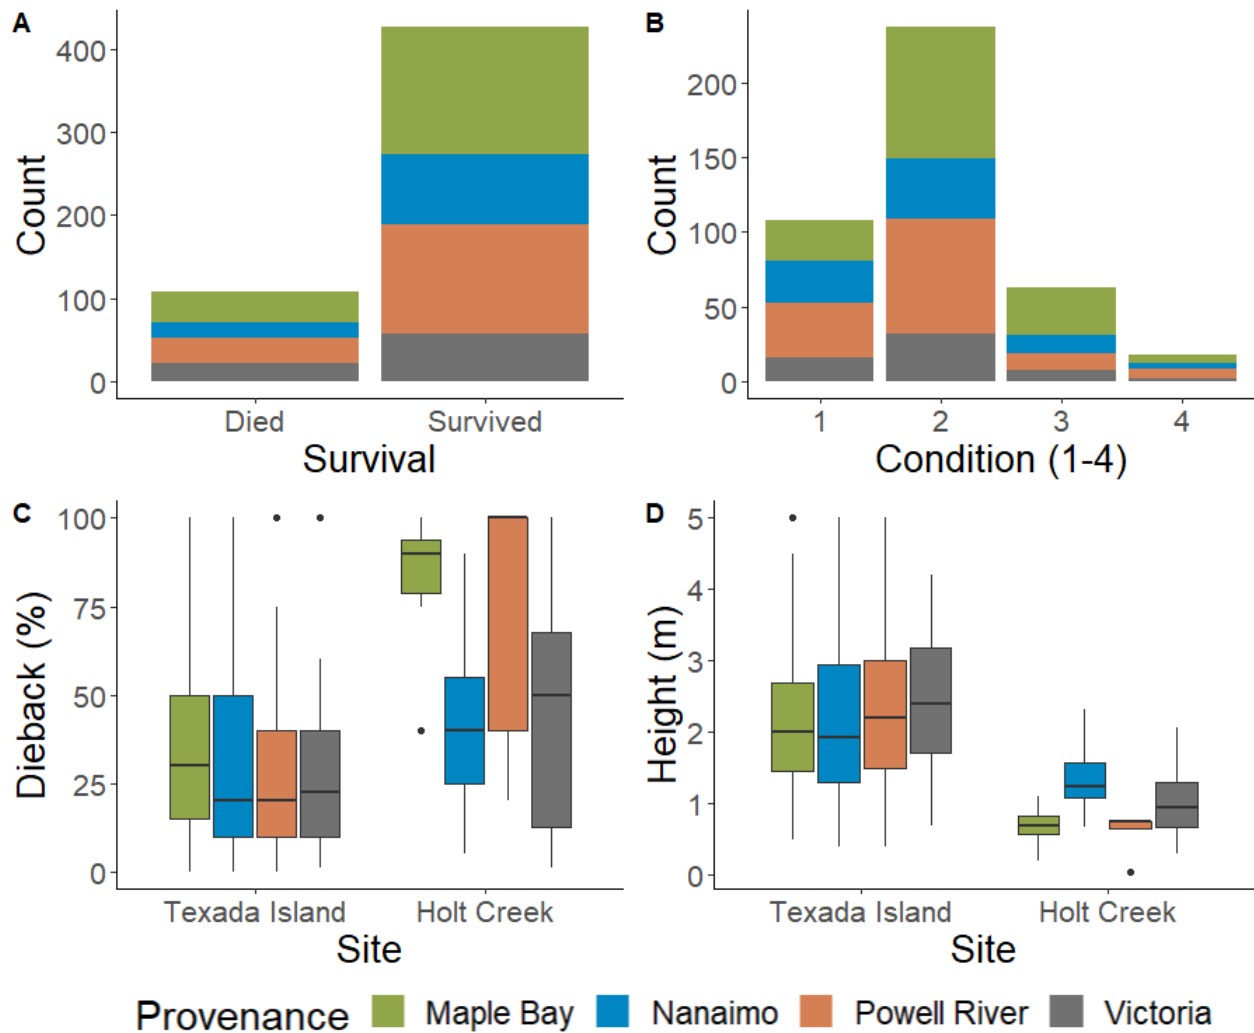 A
Count
400
300
200
100
0
Died Survived
Survival
B
Count
200
150
100
50
0
1 2 3 4
Condition (1-4)
C
Dieback (%)
100
75
50
25
0
Texada Island Holt Creek
Site
D
Height (m)
5
4
3
2
1
0
Texada Island Holt Creek
Site
Provenance Maple Bay Nanaimo Powell River Victoria